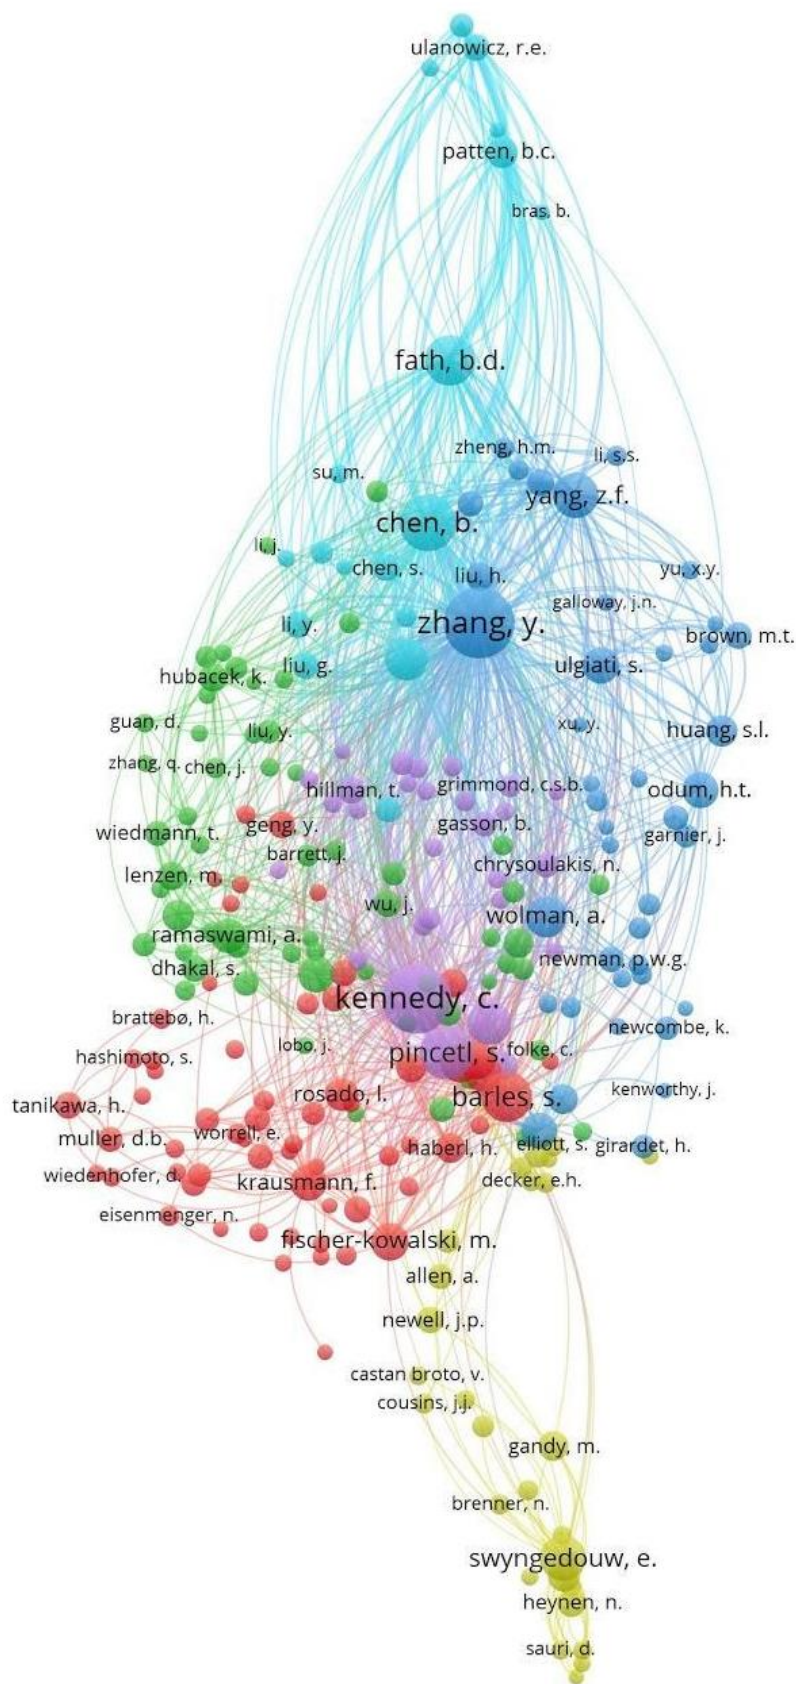 ulanowicz, r.e.
patten, b.c.
bras, b.
fath, b.d.
zheng, h.m.
li, s.s.
su, m.
yang, z.f.
chen, b.
li, j.
chen, s.
liu, h.
yu, x.y.
galloway, j.n.
li, y.
zhang, y.
brown, m.t.
liu, g.
ulgiati, s.
hubacek, k.
guan, d.
liu, y.
xu, y.
huang, s.l.
zhang, q.
chen, j.
hillman, t.
grimmond, c.s.b.
odum, h.t.
wiedmann, t.
geng, y.
gasson, b.
garnier, j.
barrett, j.
lenzen, m.
chrysoulakis, n.
wu, j.
wolman, a.
ramaswami, a.
dhakal, s.
newman, p.w.g.
kennedy, c.
brattebø, h.
newcombe, k.
hashimoto, s.
lobo, j.
pincetl, s.
folke, c.
tanikawa, h.
rosado, l.
barles, s.
kenworthy, j.
muller, d.b.
worrell, e.
haberl, h.
elliott, s.
girardet, h.
wiedenhofer, d.
krausmann, f.
decker, e.h.
eisenmenger, n.
fischer-kowalski, m.
allen, a.
newell, j.p.
castan broto, v.
cousins, j.j.
gandy, m.
brenner, n.
swyngedouw, e.
heynen, n.
sauri, d.